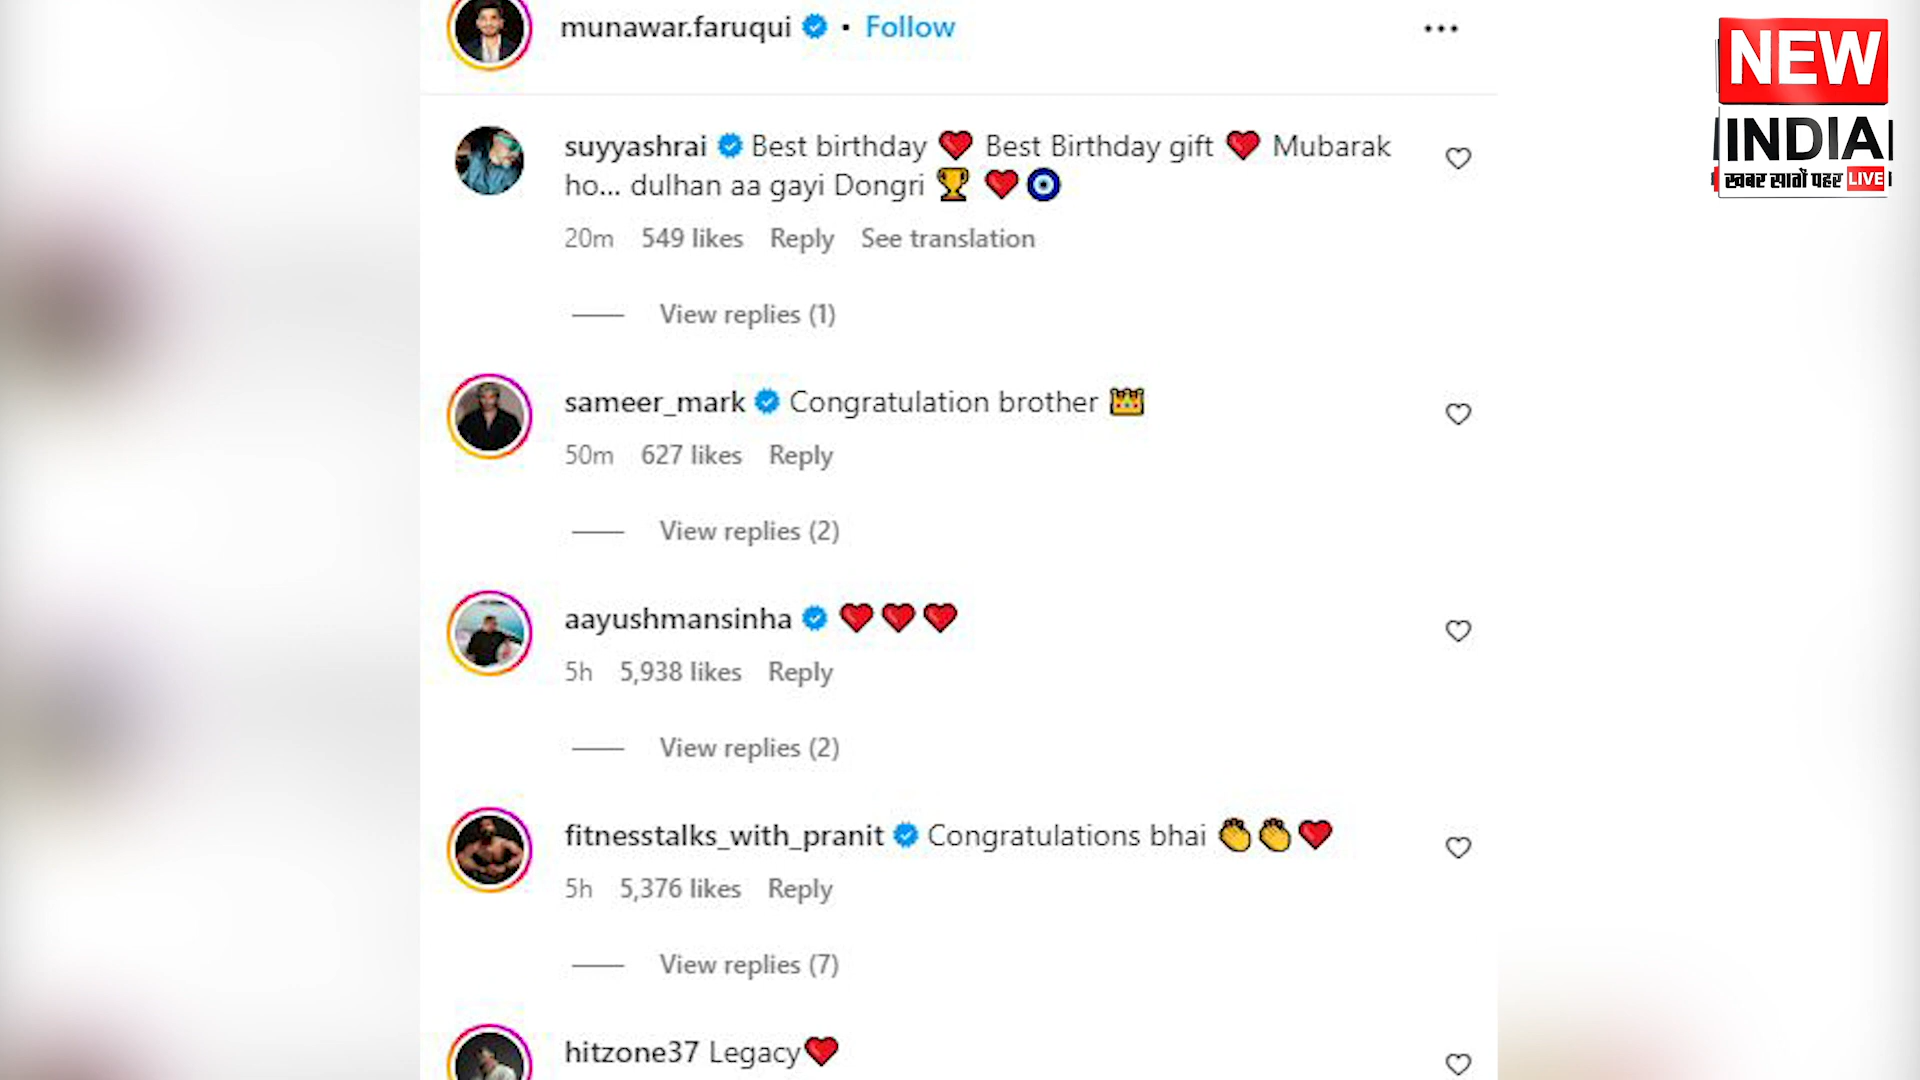 munawar.faruqui • Follow
NEW
INDIA
खबर सातों पहर LIVE
suyyashrai Best birthday ❤️ Best Birthday gift ❤️ Mubarak
ho... dulhan aa gayi Dongri 🏆 ❤️🧿
20m 549 likes Reply See translation
View replies (1)
sameer_mark Congratulation brother 👑
50m 627 likes Reply
View replies (2)
aayushmansinha ❤️❤️❤️
5h 5,938 likes Reply
View replies (2)
fitnesstalks_with_pranit Congratulations bhai 👏👏❤️
5h 5,376 likes Reply
View replies (7)
hitzone37 Legacy❤️